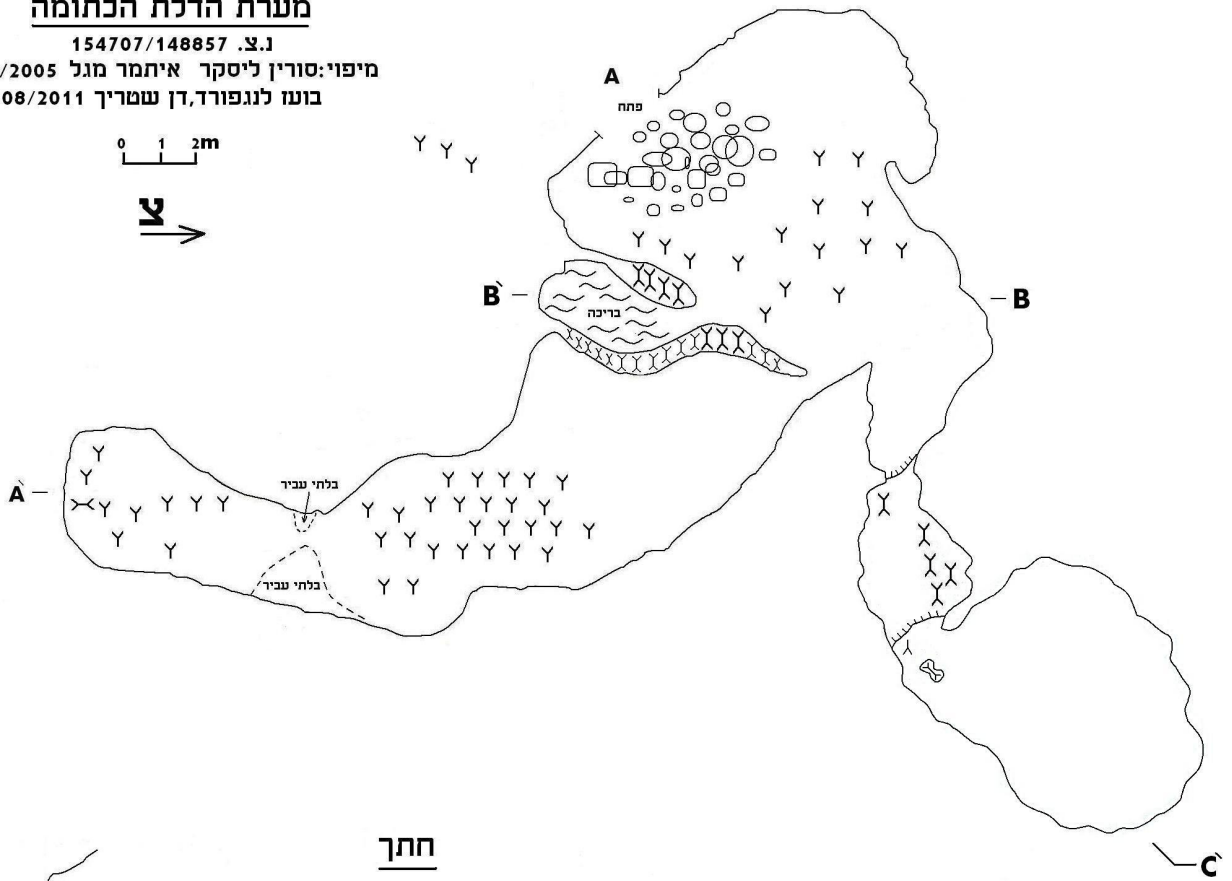 מערת הדלת הכתומה
נ.צ. 154707/148857
מיפוי:סורין ליסקר איתמר מגל /2005
בועז לנגפורד,דן שטריך 08/2011
0 1 2m
צ
A
פתח
B`
B
בריכה
A`
בלתי עביר
בלתי עביר
חתך
C`